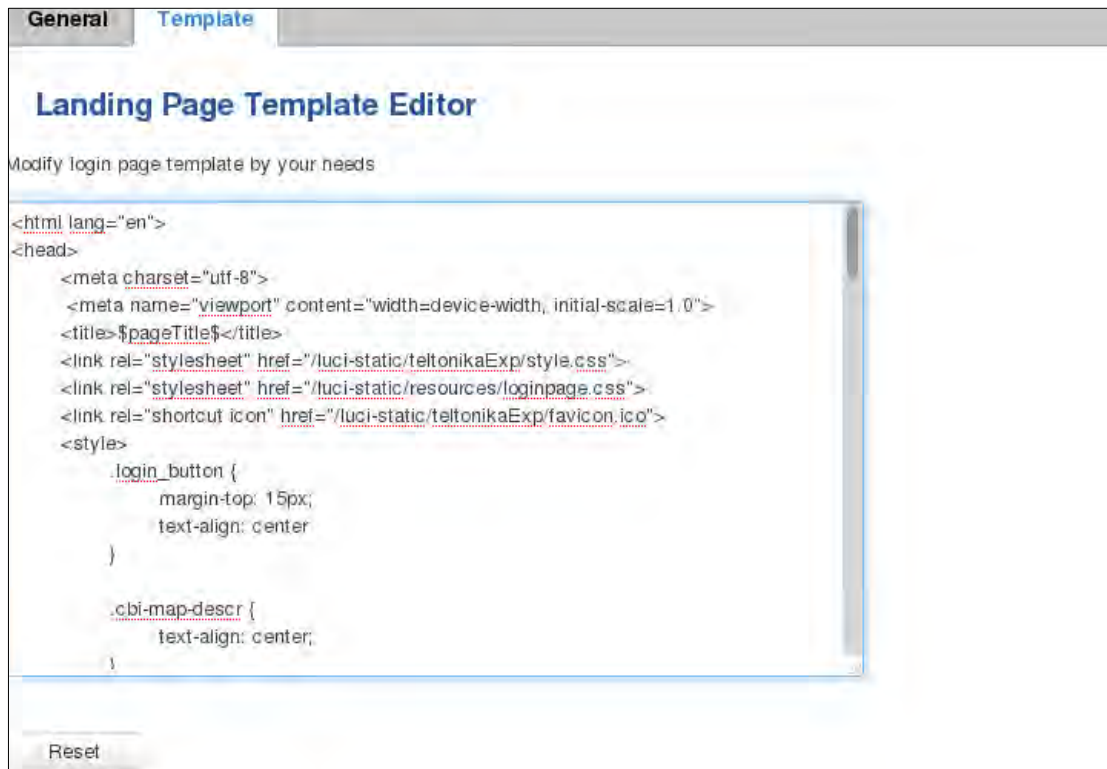 General Template
Landing Page Template Editor
Modify login page template by your needs
<html lang="en">
<head>
<meta charset="utf-8">
<meta name="viewport" content="width=device-width, initial-scale=1.0">
<title>$pageTitle$</title>
<link rel="stylesheet" href="/luci-static/teltonikaExp/style.css">
<link rel="stylesheet" href="/luci-static/resources/loginpage.css">
<link rel="shortcut icon" href="/luci-static/teltonikaExp/favicon.ico">
<style>
.login_button {
margin-top: 15px;
text-align: center
}
.cbi-map-descr {
text-align: center;
}
Reset